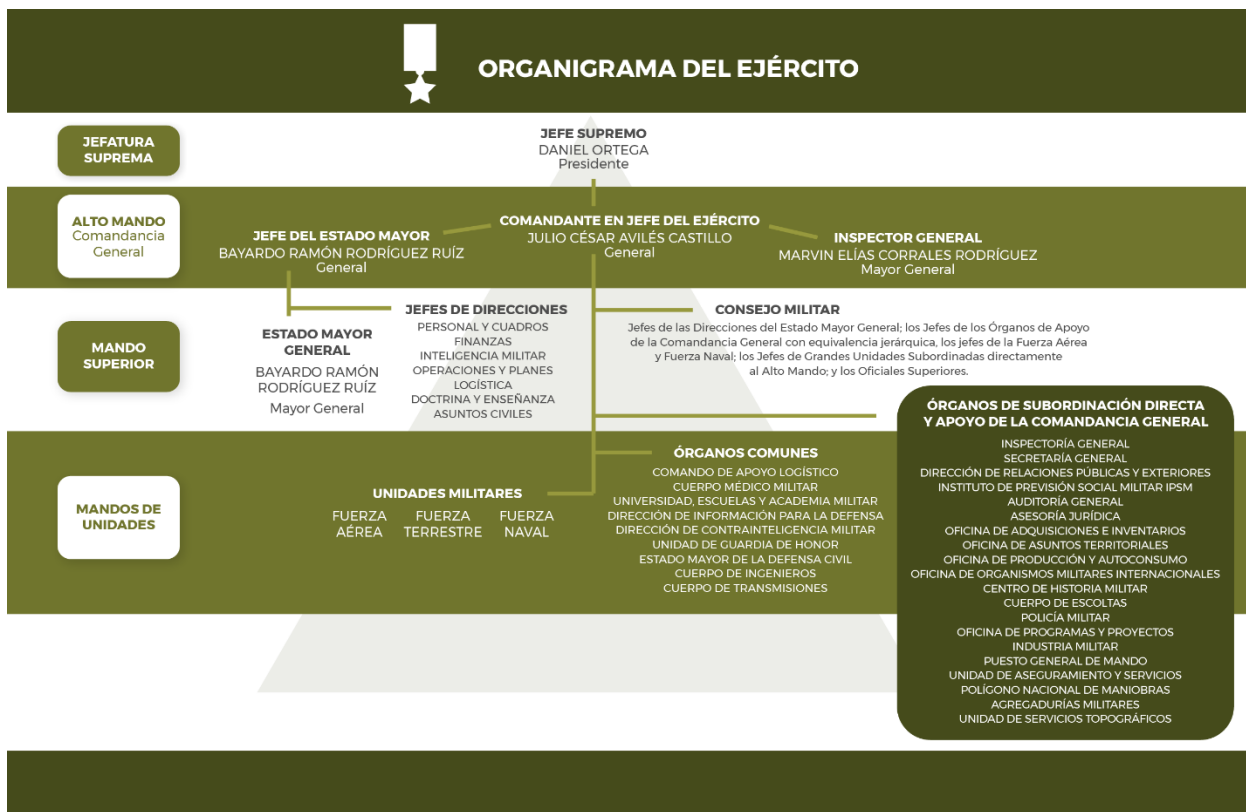 ORGANIGRAMA DEL EJÉRCITO
JEFATURA
SUPREMA
JEFE SUPREMO
DANIEL ORTEGA
Presidente
ALTO MANDO
Comandancia
General
JEFE DEL ESTADO MAYOR
BAYARDO RAMÓN RODRÍGUEZ RUÍZ
General
COMANDANTE EN JEFE DEL EJÉRCITO
JULIO CÉSAR AVILÉS CASTILLO
General
INSPECTOR GENERAL
MARVIN ELÍAS CORRALES RODRÍGUEZ
Mayor General
MANDO
SUPERIOR
ESTADO MAYOR
GENERAL
BAYARDO RAMÓN
RODRÍGUEZ RUÍZ
Mayor General
JEFES DE DIRECCIONES
PERSONAL Y CUADROS
FINANZAS
INTELIGENCIA MILITAR
OPERACIONES Y PLANES
LOGÍSTICA
DOCTRINA Y ENSEÑANZA
ASUNTOS CIVILES
CONSEJO MILITAR
Jefes de las Direcciones del Estado Mayor General; los Jefes de los Órganos de Apoyo
de la Comandancia General con equivalencia jerárquica, los jefes de la Fuerza Aérea
y Fuerza Naval; los Jefes de Grandes Unidades Subordinadas directamente
al Alto Mando; y los Oficiales Superiores.
MANDOS DE
UNIDADES
UNIDADES MILITARES
FUERZA
AÉREA
FUERZA
TERRESTRE
FUERZA
NAVAL
ÓRGANOS COMUNES
COMANDO DE APOYO LOGÍSTICO
CUERPO MÉDICO MILITAR
UNIVERSIDAD, ESCUELAS Y ACADEMIA MILITAR
DIRECCIÓN DE INFORMACIÓN PARA LA DEFENSA
DIRECCIÓN DE CONTRAINTELIGENCIA MILITAR
UNIDAD DE GUARDIA DE HONOR
ESTADO MAYOR DE LA DEFENSA CIVIL
CUERPO DE INGENIEROS
CUERPO DE TRANSMISIONES
ÓRGANOS DE SUBORDINACIÓN DIRECTA
Y APOYO DE LA COMANDANCIA GENERAL
INSPECTORÍA GENERAL
SECRETARÍA GENERAL
DIRECCIÓN DE RELACIONES PÚBLICAS Y EXTERIORES
INSTITUTO DE PREVISIÓN SOCIAL MILITAR IPSM
AUDITORÍA GENERAL
ASESORÍA JURÍDICA
OFICINA DE ADQUISICIONES E INVENTARIOS
OFICINA DE ASUNTOS TERRITORIALES
OFICINA DE PRODUCCIÓN Y AUTOCONSUMO
OFICINA DE ORGANISMOS MILITARES INTERNACIONALES
CENTRO DE HISTORIA MILITAR
CUERPO DE ESCOLTAS
POLICÍA MILITAR
OFICINA DE PROGRAMAS Y PROYECTOS
INDUSTRIA MILITAR
PUESTO GENERAL DE MANDO
UNIDAD DE ASEGURAMIENTO Y SERVICIOS
POLÍGONO NACIONAL DE MANIOBRAS
AGREGADURÍAS MILITARES
UNIDAD DE SERVICIOS TOPOGRÁFICOS